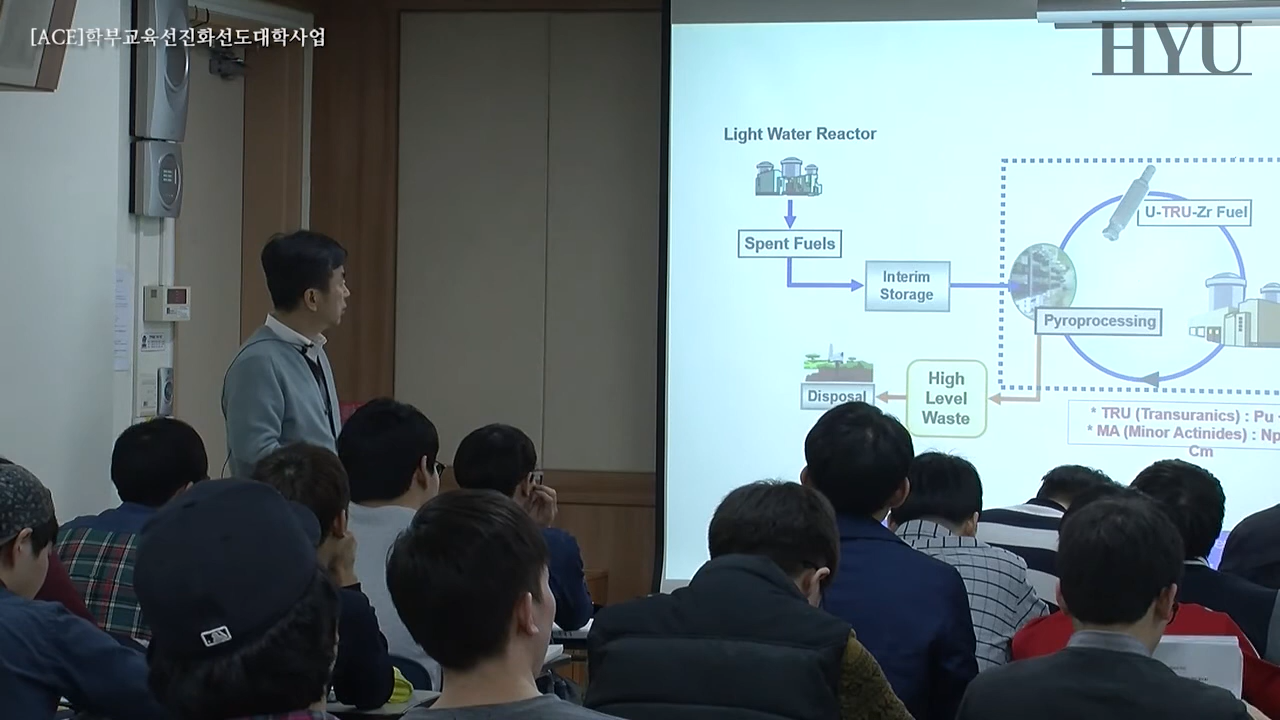 [ACE]학부교육선진화선도대학사업
HYU
Light Water Reactor
Spent Fuels
Interim
Storage
U-TRU-Zr Fuel
Pyroprocessing
High
Level
Waste
Disposal
* TRU (Transuranics) : Pu
* MA (Minor Actinides) : Np
Cm